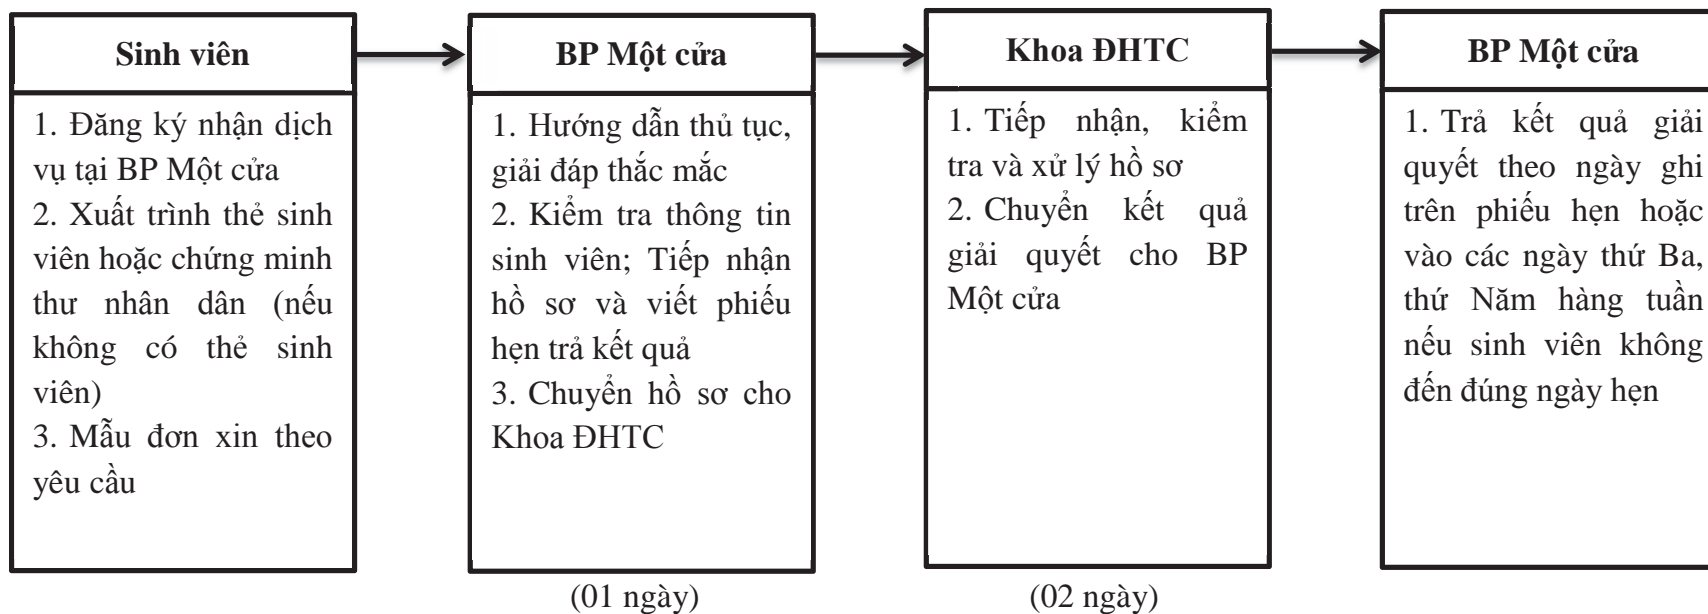 Sinh viên
1. Đăng ký nhận dịch
vụ tại BP Một cửa
2. Xuất trình thẻ sinh
viên hoặc chứng minh
thư nhân dân (nếu
không có thẻ sinh
viên)
3. Mẫu đơn xin theo
yêu cầu
BP Một cửa
1. Hướng dẫn thủ tục,
giải đáp thắc mắc
2. Kiểm tra thông tin
sinh viên; Tiếp nhận
hồ sơ và viết phiếu
hẹn trả kết quả
3. Chuyển hồ sơ cho
Khoa ĐHTC
(01 ngày)
Khoa ĐHTC
1. Tiếp nhận, kiểm
tra và xử lý hồ sơ
2. Chuyển kết quả
giải quyết cho BP
Một cửa
(02 ngày)
BP Một cửa
1. Trả kết quả giải
quyết theo ngày ghi
trên phiếu hẹn hoặc
vào các ngày thứ Ba,
thứ Năm hàng tuần
nếu sinh viên không
đến đúng ngày hẹn